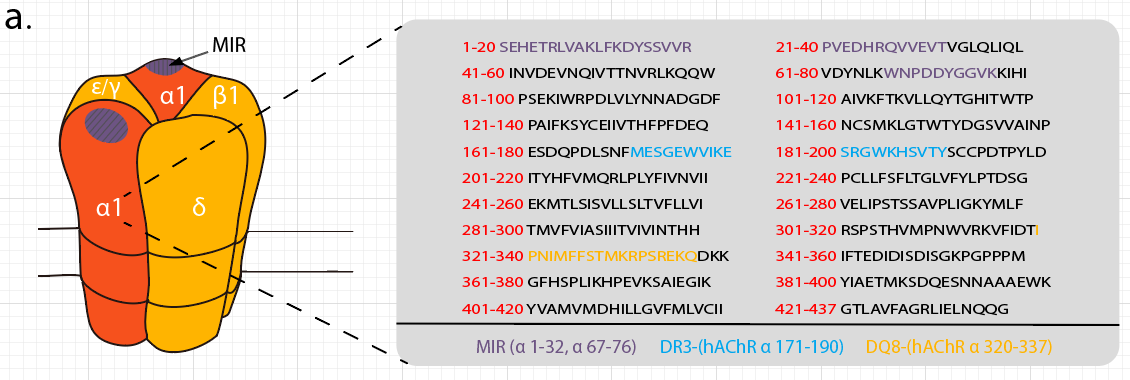 a.
MIR
ε/γ
α1
β1
α1
δ
1-20 SEHETRLVAKLFKDYSSVVR
21-40 PVEDHRQVVEVTVGLQLIQL
41-60 INVDEVNQIVTTNVRLKQQW
61-80 VDYNLKWNPDDYGGVKKIHI
81-100 PSEKIWRPDLVLYNNADGDF
101-120 AIVKFTKVLLQYTGHITWTP
121-140 PAIFKSYCEIIVTHFPFDEQ
141-160 NCSMKLGTWTYDGSVVAINP
161-180 ESDQPDLSNFMESGEWVIKE
181-200 SRGWKHSVTYSCCPDTPYLD
201-220 ITYHFVMQRLPLYFIVNVII
221-240 PCLLFSFLTGLVFYLPTDSG
241-260 EKMTLSISVLLSLTVFLLVI
261-280 VELIPSTSSAVPLIGKYMLF
281-300 TMVFVIASIIITVIVINTHH
301-320 RSPSTHVMPNWVRKVFIDTI
321-340 PNIMFFSTMKRPSREKQDKK
341-360 IFTEDIDISDISGKPGPPPM
361-380 GFHSPLIKHPEVKSAIEGIK
381-400 YIAETMKSDQESNNAAAEWK
401-420 YVAMVMDHILLGVFMLVCII
421-437 GTLAVFAGRLIELNQQG
MIR (α 1-32, α 67-76) DR3-(hAChR α 171-190) DQ8-(hAChR α 320-337)